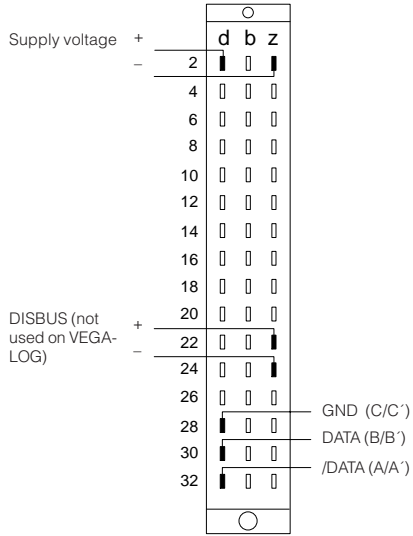 d b z
Supply voltage +
–
2
4
6
8
10
12
14
16
18
20
DISBUS (not
used on VEGA-
LOG)
+
–
22
24
26
28
30
32
GND (C/C´)
DATA (B/B´)
/DATA (A/A´)